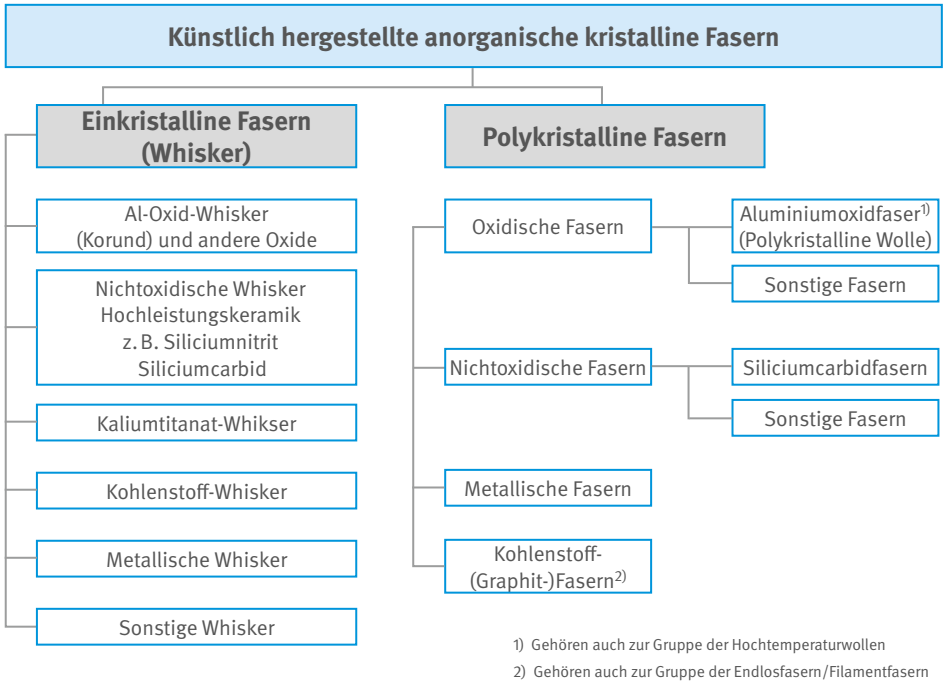 Künstlich hergestellte anorganische kristalline Fasern
Einkristalline Fasern
(Whisker)
Al-Oxid-Whisker
(Korund) und andere Oxide
Nichtoxidische Whisker
Hochleistungskeramik
z. B. Siliciumnitrit
Siliciumcarbid
Kaliumtitanat-Whikser
Kohlenstoff-Whisker
Metallische Whisker
Sonstige Whisker
Polykristalline Fasern
Oxidische Fasern
Aluminiumoxidfaser1)
(Polykristalline Wolle)
Sonstige Fasern
Nichtoxidische Fasern
Siliciumcarbidfasern
Sonstige Fasern
Metallische Fasern
Kohlenstoff-
(Graphit-)Fasern2)
1) Gehören auch zur Gruppe der Hochtemperaturwollen
2) Gehören auch zur Gruppe der Endlosfasern/Filamentfasern